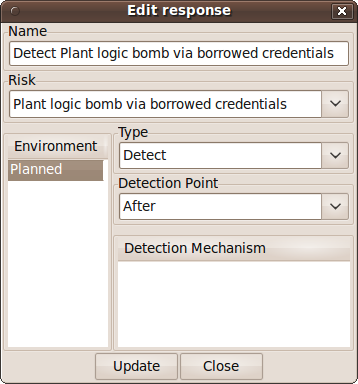 Edit response
Name
Detect Plant logic bomb via borrowed credentials
Risk
Plant logic bomb via borrowed credentials
Environment
Planned
Type
Detect
Detection Point
After
Detection Mechanism
Update
Close